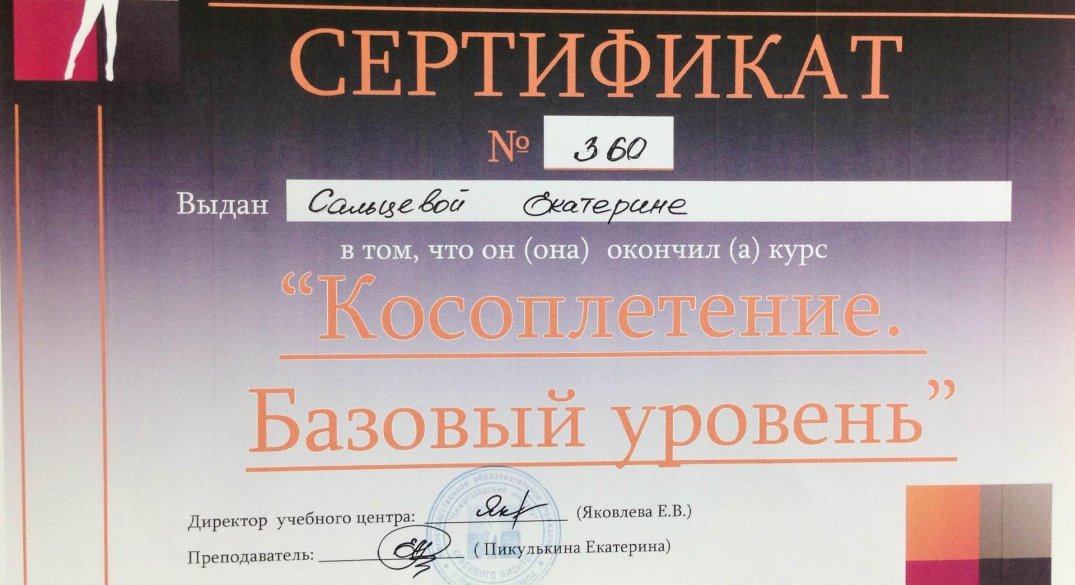 СЕРТИФИКАТ
№ 360
Выдан Сальцевой Екатерине
в том, что он (она) окончил (а) курс
“Косоплетение.
Базовый уровень”
Директор учебного центра: (Яковлева Е.В.)
Преподаватель: (Пикулькина Екатерина)